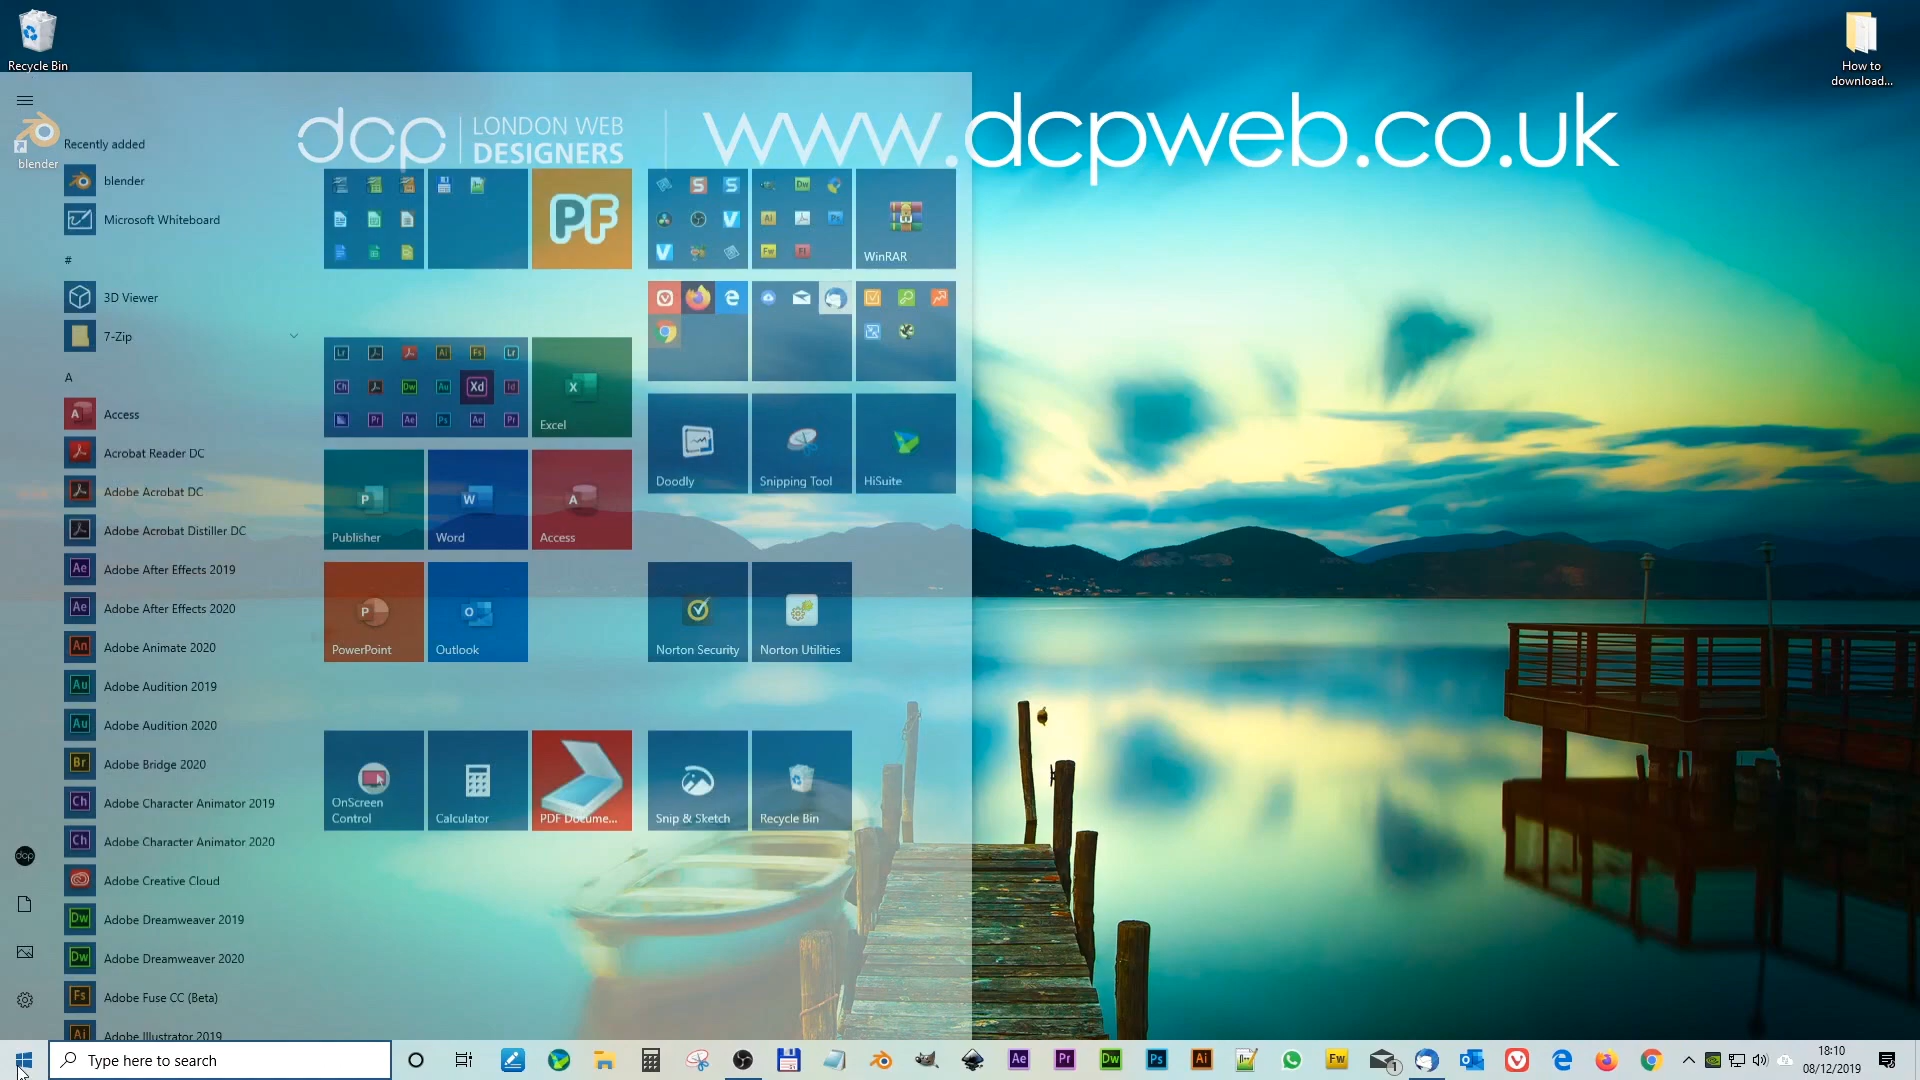 Recycle Bin
How to
download...
blender
dcp
LONDON WEB
DESIGNERS
www.dcpweb.co.uk
Recently added
blender
Microsoft Whiteboard
#
3D Viewer
7-Zip
A
Access
Acrobat Reader DC
Adobe Acrobat DC
Adobe Acrobat Distiller DC
Adobe After Effects 2019
Adobe After Effects 2020
Adobe Animate 2020
Adobe Audition 2019
Adobe Audition 2020
Adobe Bridge 2020
Adobe Character Animator 2019
Adobe Character Animator 2020
Adobe Creative Cloud
Adobe Dreamweaver 2019
Adobe Dreamweaver 2020
Adobe Fuse CC (Beta)
Adobe Illustrator 2019
PF
WinRAR
Excel
Doodly
Snipping Tool
HiSuite
Publisher
Word
Access
PowerPoint
Outlook
Norton Security
Norton Utilities
OnScreen
Control
Calculator
PDF Docume...
Snip & Sketch
Recycle Bin
Type here to search
18:10
08/12/2019